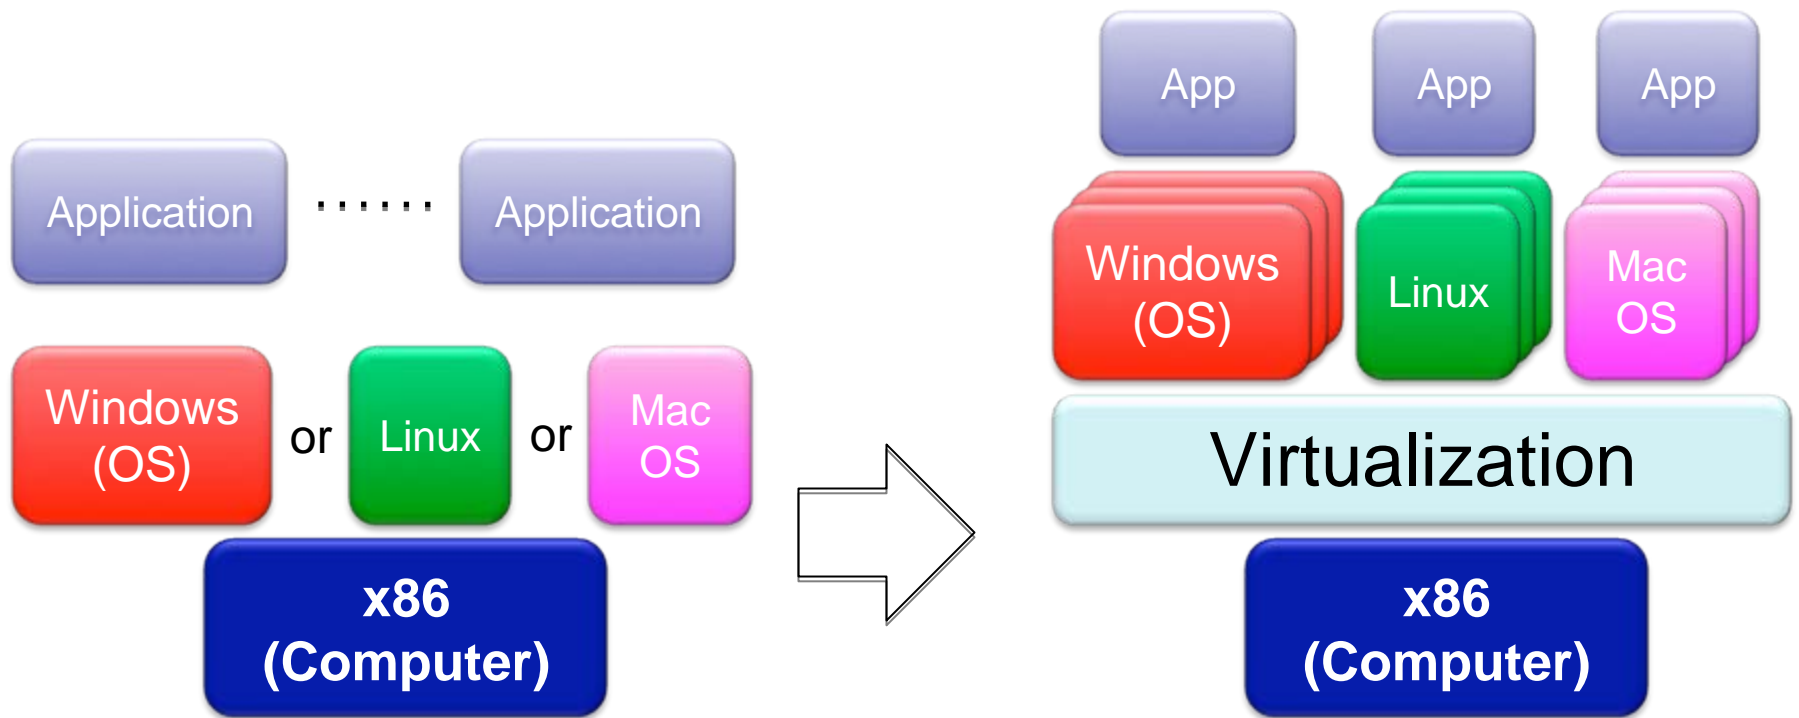 Application
......
Application
Windows
(OS)
or
Linux
or
Mac
OS
x86
(Computer)
App
App
App
Windows
(OS)
Linux
Mac
OS
Virtualization
x86
(Computer)